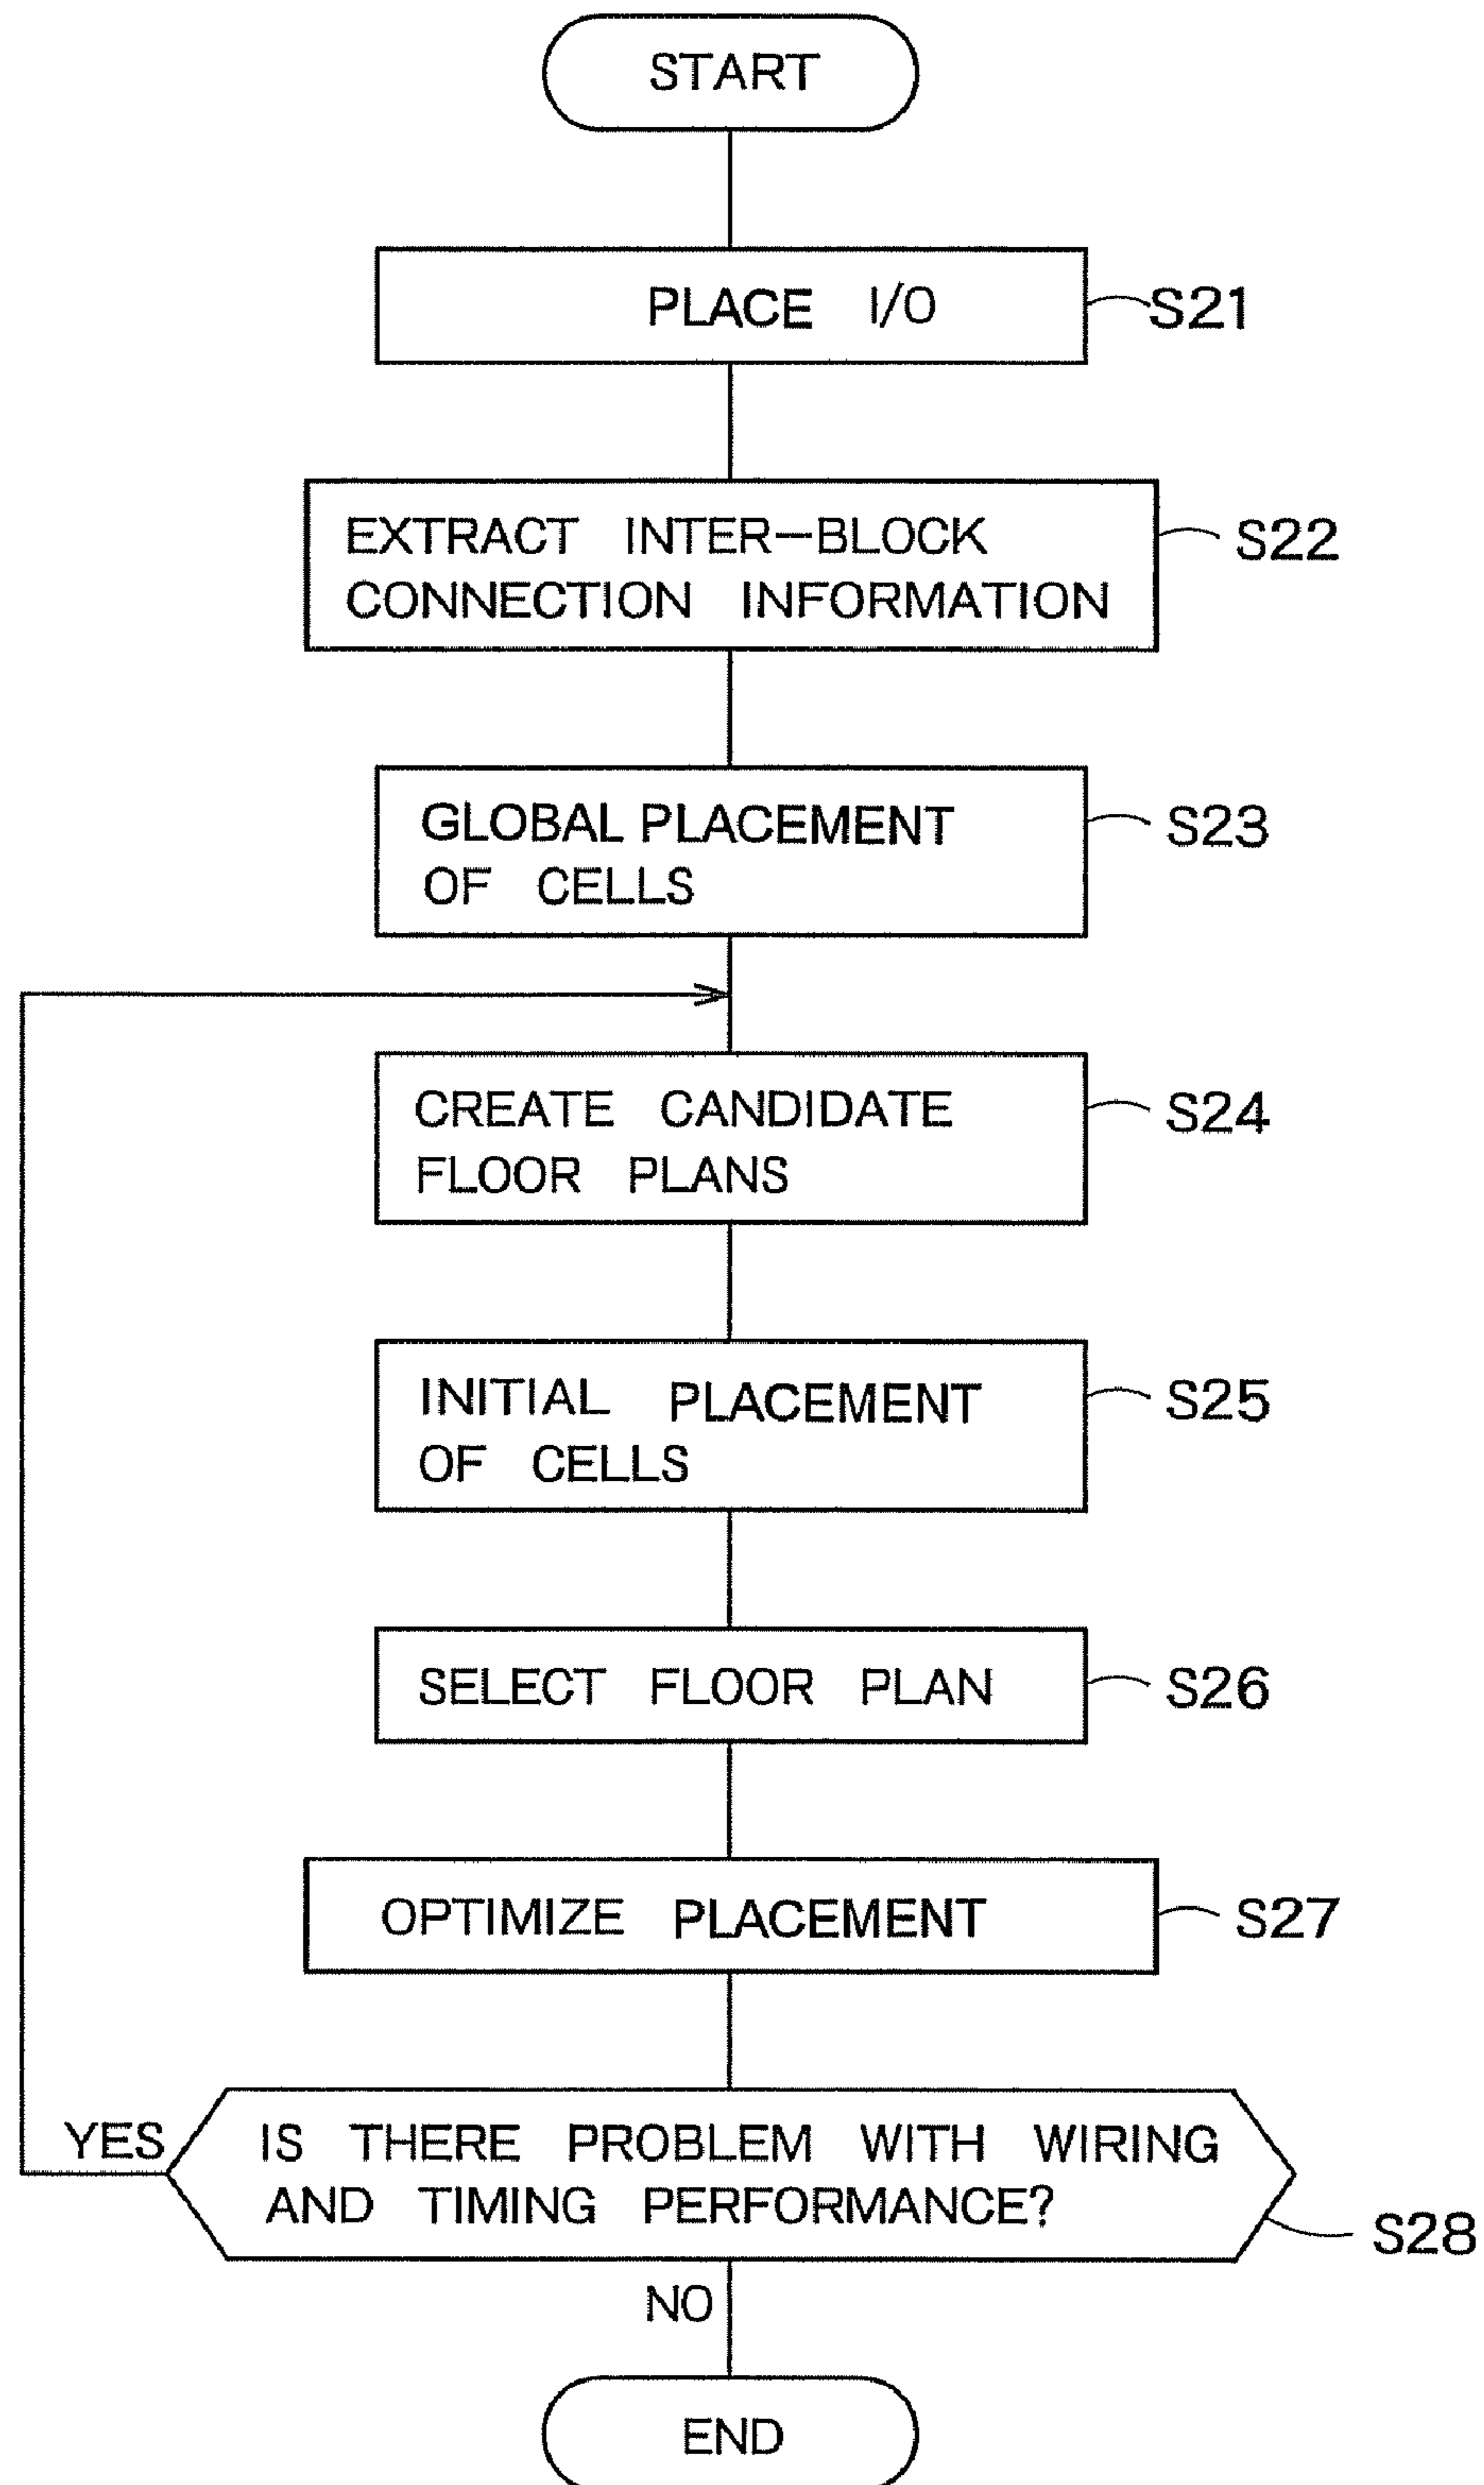 START
PLACE I/O
S21
EXTRACT INTER-BLOCK
CONNECTION INFORMATION
S22
GLOBAL PLACEMENT
OF CELLS
S23
CREATE CANDIDATE
FLOOR PLANS
S24
INITIAL PLACEMENT
OF CELLS
S25
SELECT FLOOR PLAN
S26
OPTIMIZE PLACEMENT
S27
YES
IS THERE PROBLEM WITH WIRING
AND TIMING PERFORMANCE?
S28
NO
END